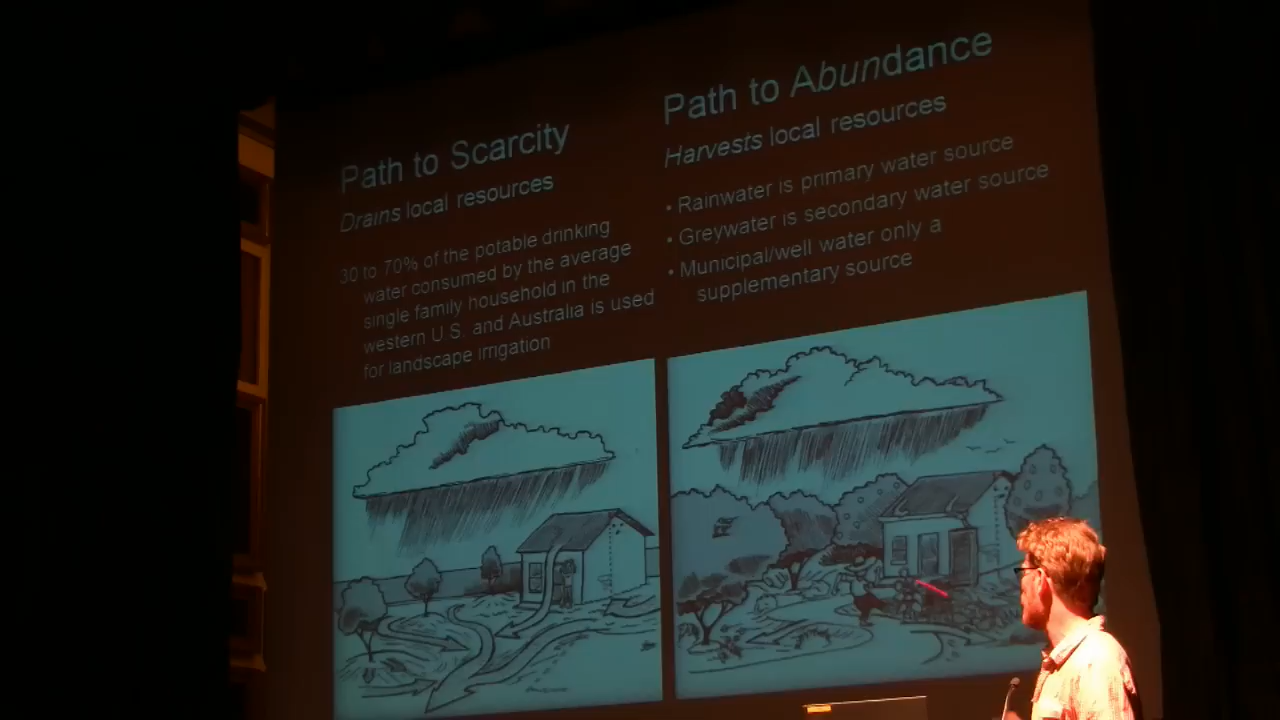 Path to Scarcity
Drains local resources
30 to 70% of the potable drinking
water consumed by the average
single family household in the
western U.S. and Australia is used
for landscape irrigation
Path to Abundance
Harvests local resources
• Rainwater is primary water source
• Greywater is secondary water source
• Municipal/well water only a
supplementary source